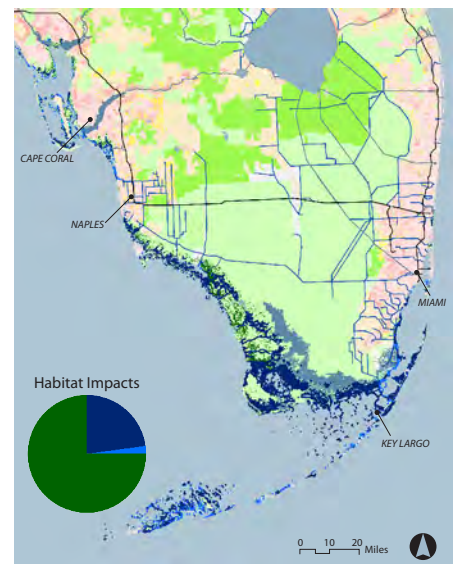 CAPE CORAL
NAPLES
MIAMI
Habitat Impacts
KEY LARGO
0 10 20
Miles